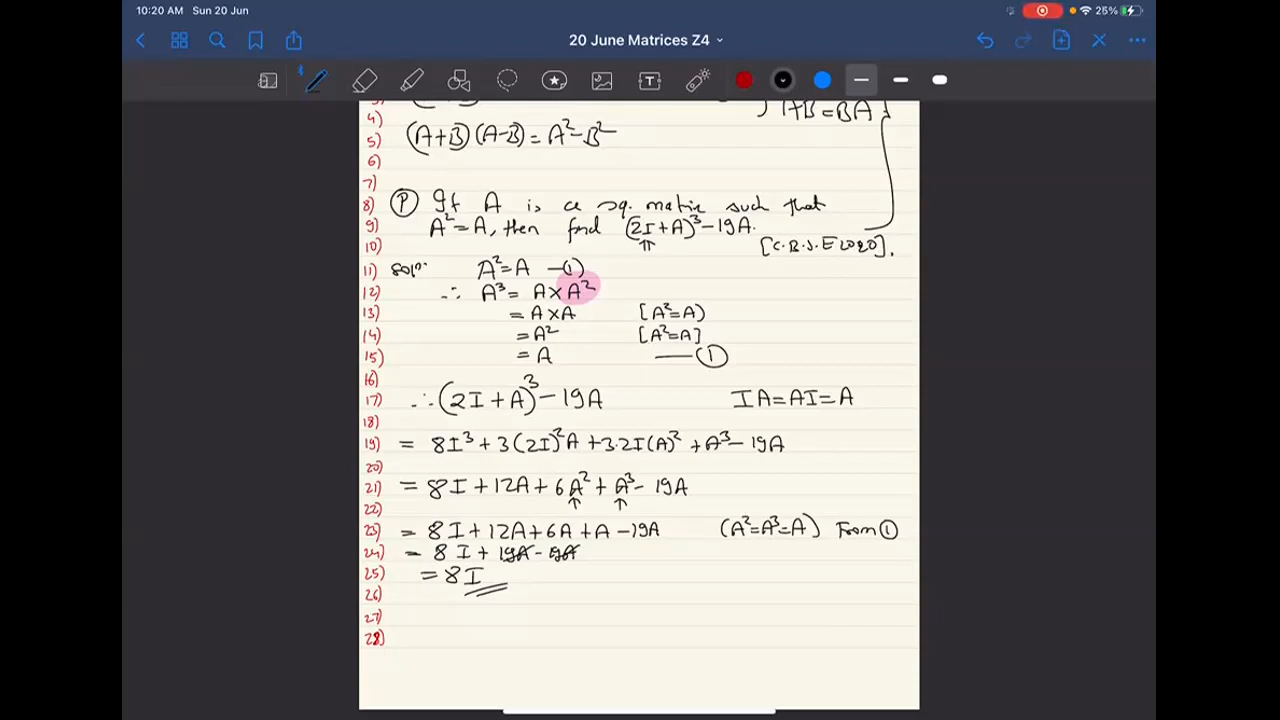 10:20 AM Sun 20 Jun
25%
20 June Matrices Z4
4)
5) (A+B)(A-B) = A²-B²
AB = BA
6)
7)
8) (P) If A is a sq. matrix such that
9) A² = A, then find (2I+A)³ - 19A.
10) [C.B.S.E 2020].
11) Sol: A² = A —(1)
12) ∴ A³ = A×A²
13) = A×A [A²=A)
14) = A² [A²=A]
15) = A —(1)
16)
17) ∴ (2I+A)³ - 19A IA = AI = A
18)
19) = 8I³ + 3(2I)²A + 3·2I(A)² + A³ - 19A
20)
21) = 8I + 12A + 6A² + A³ - 19A
22)
23) = 8I + 12A + 6A + A - 19A (A²=A³=A) From (1)
24) = 8I + 19A - 19A
25) = 8I
26)
27)
28)